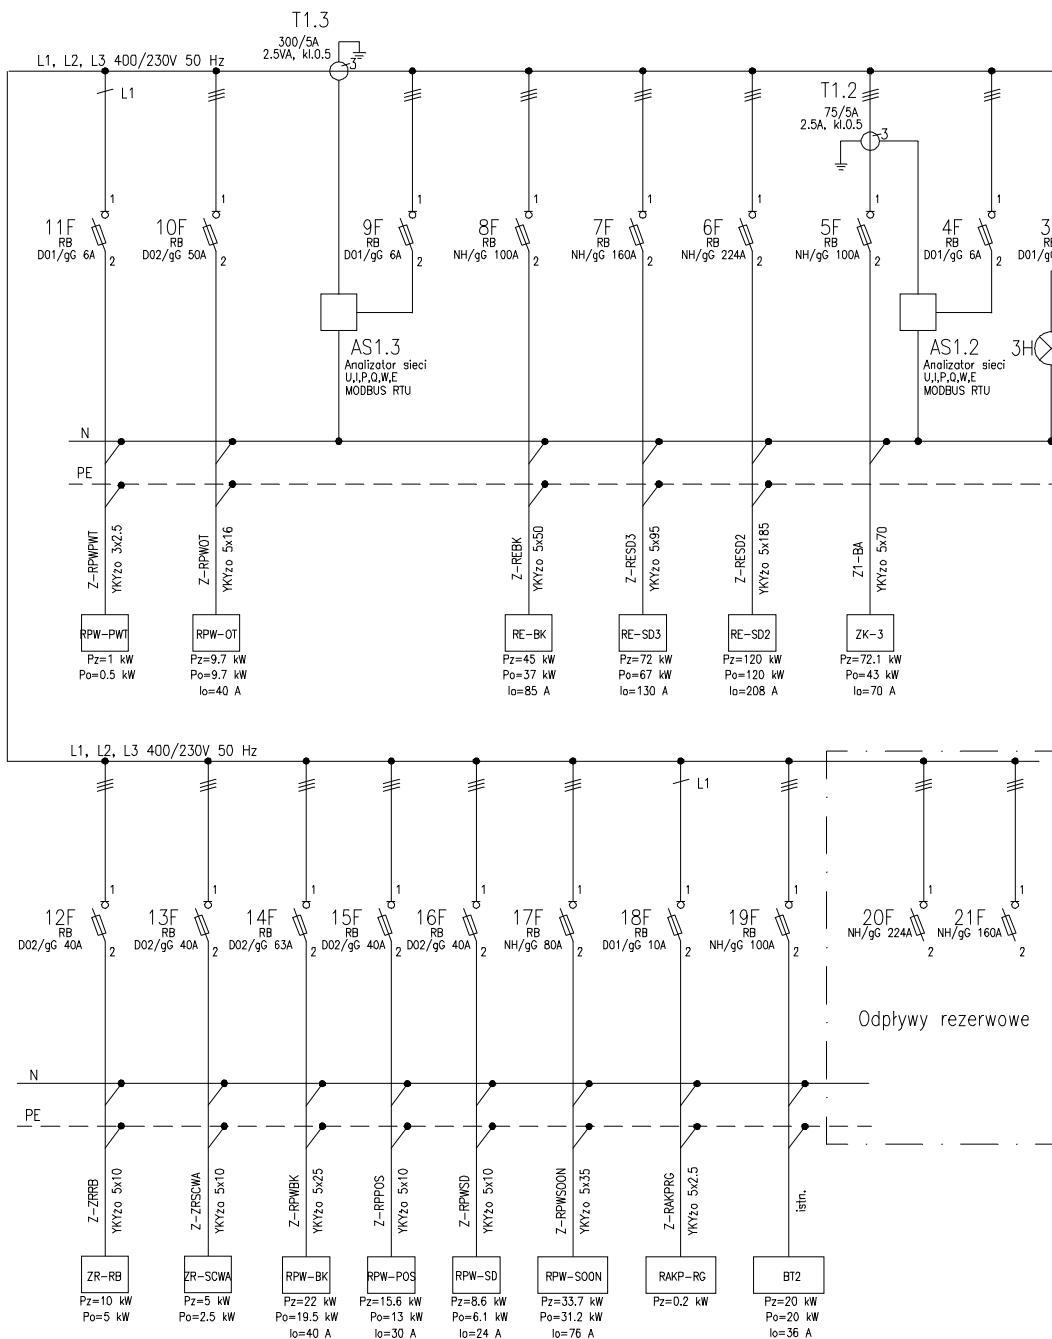 T1.3
300/5A
2.5VA, kl.0.5
3
L1, L2, L3 400/230V 50 Hz
L1
T1.2
75/5A
2.5A, kl.0.5
3
1
11F
RB
D01/gG 6A
2
1
10F
RB
D02/gG 50A
2
1
9F
RB
D01/gG 6A
2
1
8F
RB
NH/gG 100A
2
1
7F
RB
NH/gG 160A
2
1
6F
RB
NH/gG 224A
2
1
5F
RB
NH/gG 100A
2
1
4F
RB
D01/gG 6A
2
3
RB
D01/g
AS1.3
Analizator sieci
U,I,P,Q,W,E
MODBUS RTU
AS1.2
Analizator sieci
U,I,P,Q,W,E
MODBUS RTU
3H
N
PE
Z-RPWPWT
YKYżo 3x2.5
Z-RPWOT
YKYżo 5x16
Z-REBK
YKYżo 5x50
Z-RESD3
YKYżo 5x95
Z-RESD2
YKYżo 5x185
Z1-BA
YKYżo 5x70
RPW-PWT
Pz=1 kW
Po=0.5 kW
RPW-OT
Pz=9.7 kW
Po=9.7 kW
Io=40 A
RE-BK
Pz=45 kW
Po=37 kW
Io=85 A
RE-SD3
Pz=72 kW
Po=67 kW
Io=130 A
RE-SD2
Pz=120 kW
Po=120 kW
Io=208 A
ZK-3
Pz=72.1 kW
Po=43 kW
Io=70 A
L1, L2, L3 400/230V 50 Hz
L1
1
12F
RB
D02/gG 40A
2
1
13F
RB
D02/gG 40A
2
1
14F
RB
D02/gG 63A
2
1
15F
RB
D02/gG 40A
2
1
16F
RB
D02/gG 40A
2
1
17F
RB
NH/gG 80A
2
1
18F
RB
D01/gG 10A
2
1
19F
RB
NH/gG 100A
2
1
20F
NH/gG 224A
2
1
21F
NH/gG 160A
2
Odpływy rezerwowe
N
PE
Z-ZRRB
YKYżo 5x10
Z-ZRSCWA
YKYżo 5x10
Z-RPWBK
YKYżo 5x25
Z-RPPOS
YKYżo 5x10
Z-RPWSD
YKYżo 5x10
Z-RPWSOON
YKYżo 5x35
Z-RAKPRG
YKYżo 5x2.5
istn.
ZR-RB
Pz=10 kW
Po=5 kW
ZR-SCWA
Pz=5 kW
Po=2.5 kW
RPW-BK
Pz=22 kW
Po=19.5 kW
Io=40 A
RPW-POS
Pz=15.6 kW
Po=13 kW
Io=30 A
RPW-SD
Pz=8.6 kW
Po=6.1 kW
Io=24 A
RPW-SOON
Pz=33.7 kW
Po=31.2 kW
Io=76 A
RAKP-RG
Pz=0.2 kW
BT2
Pz=20 kW
Po=20 kW
Io=36 A